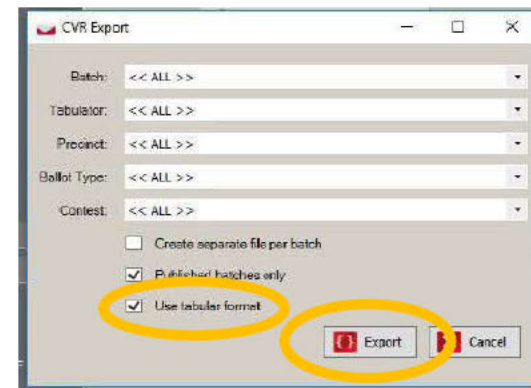 CVR Export
Batch: << ALL >>
Tabulator: << ALL >>
Precinct: << ALL >>
Ballot Type: << ALL >>
Contest: << ALL >>
Create separate file per batch
Published batches only
Use tabular format
Export Cancel